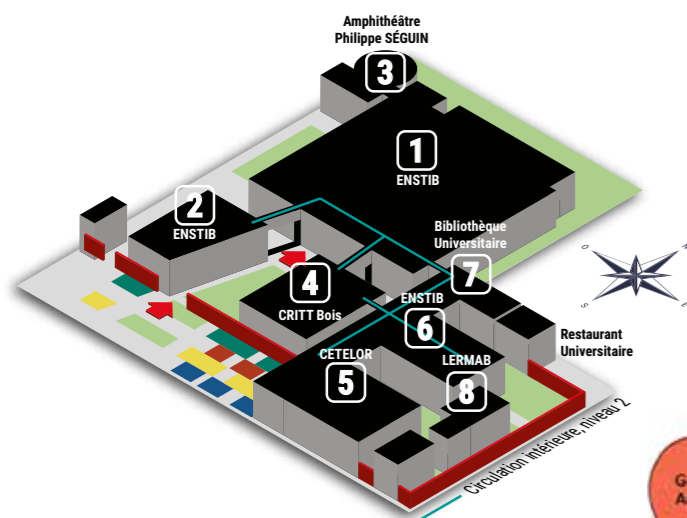 Amphithéâtre
Philippe SÉGUIN
3
1
ENSTIB
2
ENSTIB
Bibliothèque
Universitaire
7
4
CRITT Bois
ENSTIB
6
O
N
S
E
Restaurant
Universitaire
CETELOR
5
LERMAB
8
Circulation intérieure, niveau 2